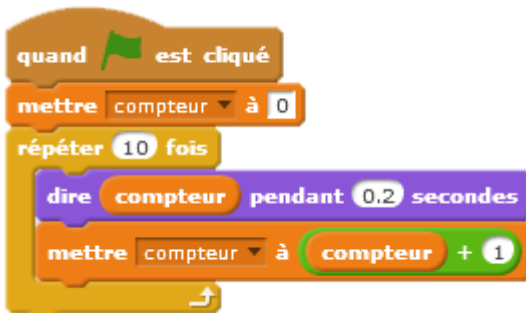 quand est cliqué
mettre compteur à 0
répéter 10 fois
dire compteur pendant 0.2 secondes
mettre compteur à compteur + 1